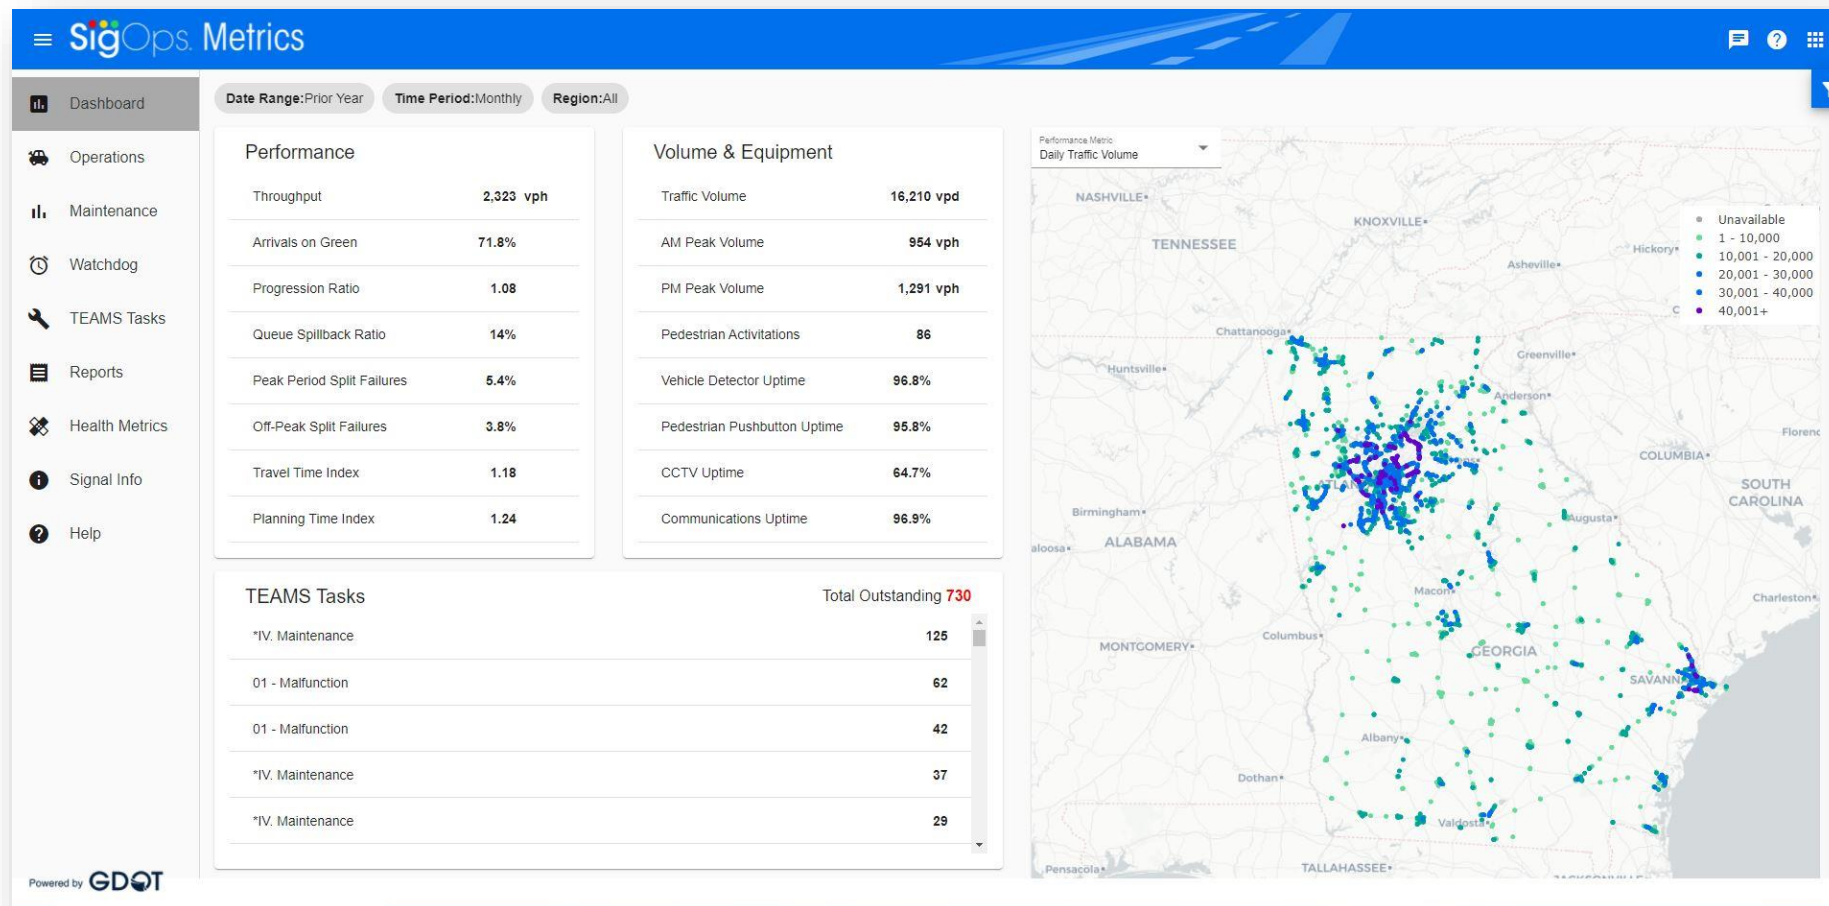 SigOps. Metrics
Dashboard
Operations
Maintenance
Watchdog
TEAMS Tasks
Reports
Health Metrics
Signal Info
Help
Powered by GDOT
Date Range:Prior Year
Time Period:Monthly
Region:All
Performance
Throughput 2,323 vph
Arrivals on Green 71.8%
Progression Ratio 1.08
Queue Spillback Ratio 14%
Peak Period Split Failures 5.4%
Off-Peak Split Failures 3.8%
Travel Time Index 1.18
Planning Time Index 1.24
Volume & Equipment
Traffic Volume 16,210 vpd
AM Peak Volume 954 vph
PM Peak Volume 1,291 vph
Pedestrian Activitations 86
Vehicle Detector Uptime 96.8%
Pedestrian Pushbutton Uptime 95.8%
CCTV Uptime 64.7%
Communications Uptime 96.9%
TEAMS Tasks Total Outstanding 730
*IV. Maintenance 125
01 - Malfunction 62
01 - Malfunction 42
*IV. Maintenance 37
*IV. Maintenance 29
Performance Metric
Daily Traffic Volume
Unavailable
1 - 10,000
10,001 - 20,000
20,001 - 30,000
30,001 - 40,000
40,001+
NASHVILLE
KNOXVILLE
TENNESSEE
Hickory
Asheville
C
Chattanooga
Greenville
Huntsville
Anderson
Florenc
COLUMBIA
ATLAN
SOUTH
CAROLINA
Birmingham
Augusta
ALABAMA
aloosa
Macon
Charleston
Columbus
MONTGOMERY
GEORGIA
SAVANN
Albany
Dothan
Valdosta
Pensacola
TALLAHASSEE